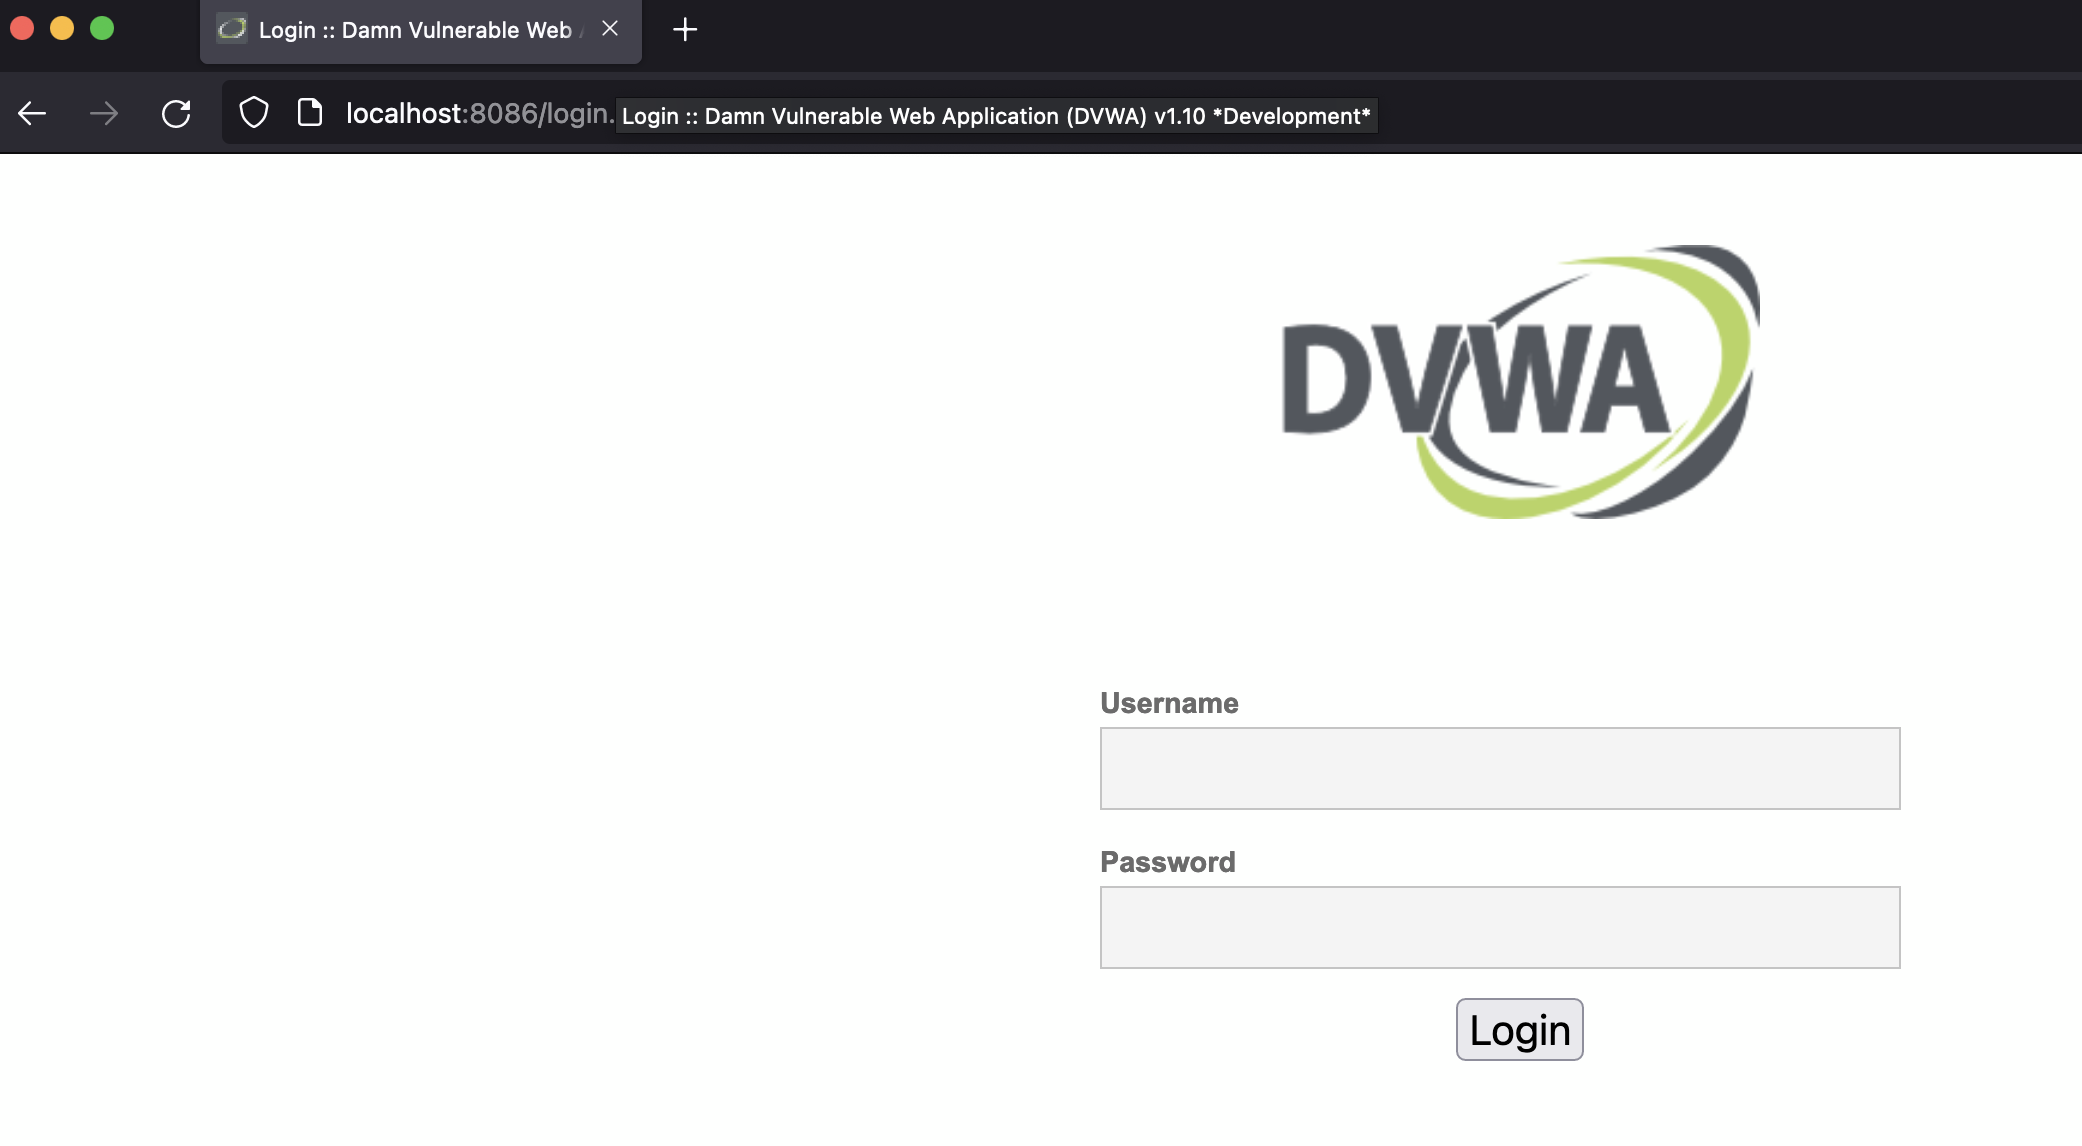 Login :: Damn Vulnerable Web
localhost:8086/login.
Login :: Damn Vulnerable Web Application (DVWA) v1.10 *Development*
DVWA
Username
Password
Login